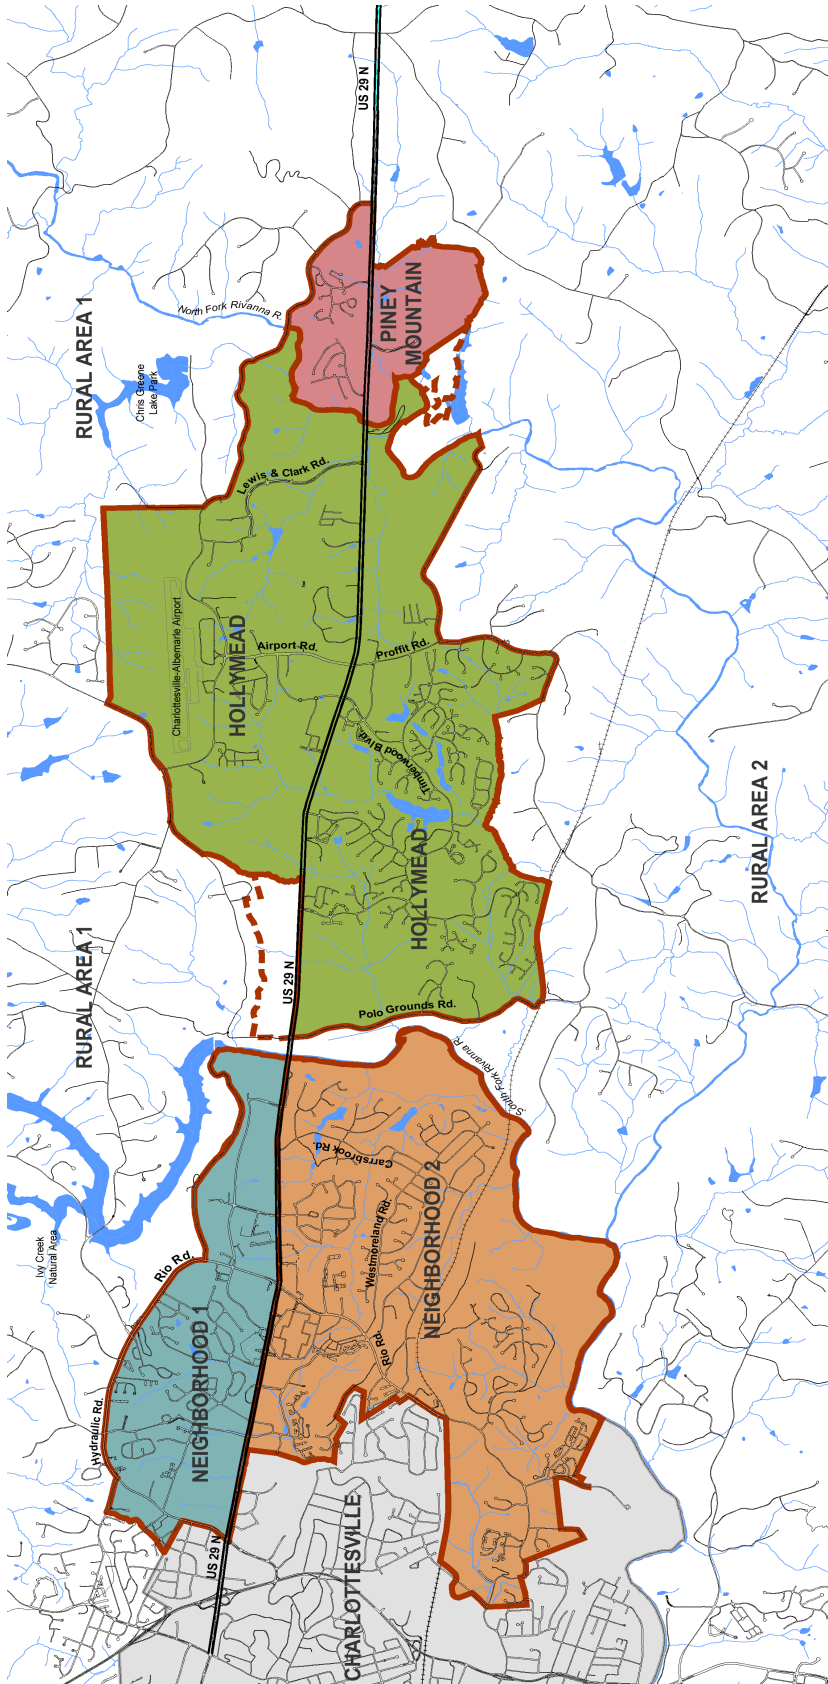 US 29 N
RURAL AREA 1
North Fork Rivanna R.
PINEY
MOUNTAIN
Chris Greene
Lake Park
Lewis & Clark Rd.
Charlottesville-Albemarle Airport
HOLLYMEAD
Airport Rd.
Proffit Rd.
Timberwood Blvd.
HOLLYMEAD
RURAL AREA 2
RURAL AREA 1
US 29 N
Polo Grounds Rd.
South Fork Rivanna R.
Carrsbrook Rd.
Ivy Creek
Natural Area
Rio Rd.
Westmoreland Rd.
NEIGHBORHOOD 2
NEIGHBORHOOD 1
Rio Rd.
Hydraulic Rd.
US 29 N
CHARLOTTESVILLE